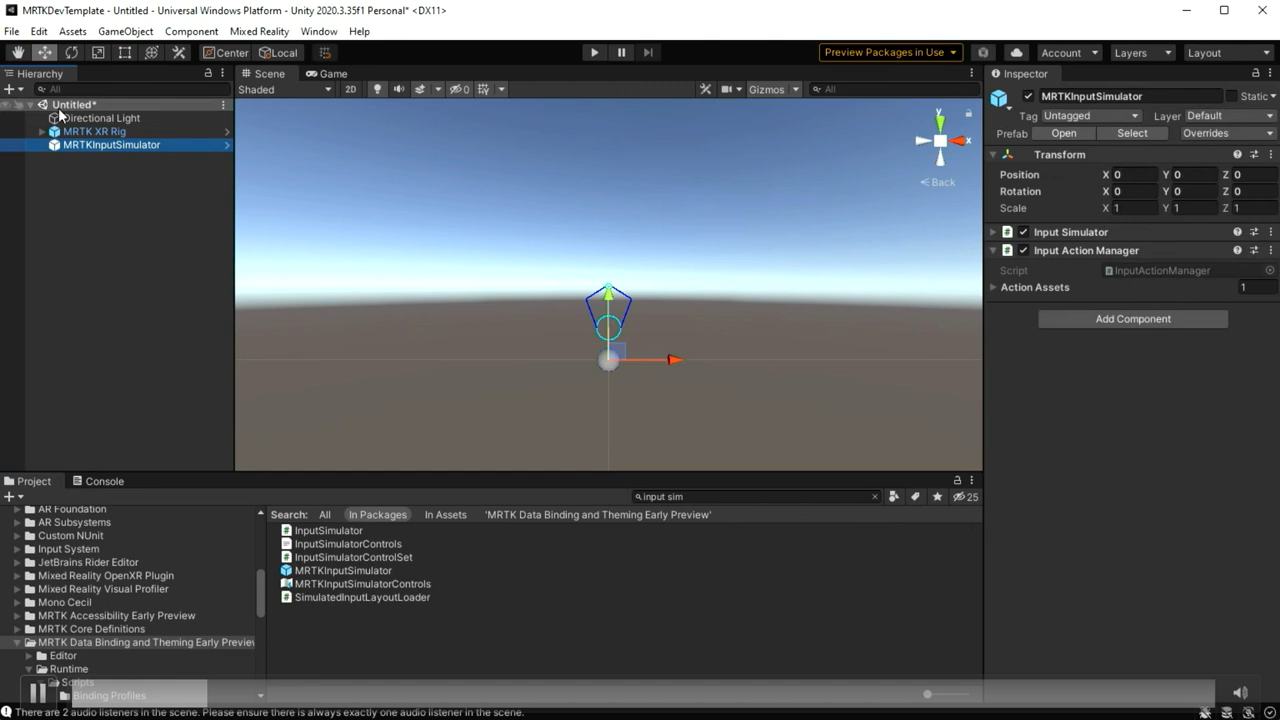 MRTKDevTemplate - Untitled - Universal Windows Platform - Unity 2020.3.35f1 Personal* <DX11>
File Edit Assets GameObject Component Mixed Reality Window Help
Center Local Preview Packages in Use Account Layers Layout
Hierarchy
All
Untitled*
Directional Light
MRTK XR Rig
MRTKInputSimulator
Scene Game
Shaded 2D 0 Gizmos All
y
x
Back
Inspector
MRTKInputSimulator Static
Tag Untagged Layer Default
Prefab Open Select Overrides
Transform
Position X 0 Y 0 Z 0
Rotation X 0 Y 0 Z 0
Scale X 1 Y 1 Z 1
Input Simulator
Input Action Manager
Script InputActionManager
Action Assets 1
Add Component
Project Console
input sim 25
AR Foundation
AR Subsystems
Custom NUnit
Input System
JetBrains Rider Editor
Mixed Reality OpenXR Plugin
Mixed Reality Visual Profiler
Mono Cecil
MRTK Accessibility Early Preview
MRTK Core Definitions
MRTK Data Binding and Theming Early Preview
Editor
Runtime
Scripts
Binding Profiles
Search: All In Packages In Assets 'MRTK Data Binding and Theming Early Preview'
InputSimulator
InputSimulatorControls
InputSimulatorControlSet
MRTKInputSimulator
MRTKInputSimulatorControls
SimulatedInputLayoutLoader
There are 2 audio listeners in the scene. Please ensure there is always exactly one audio listener in the scene.